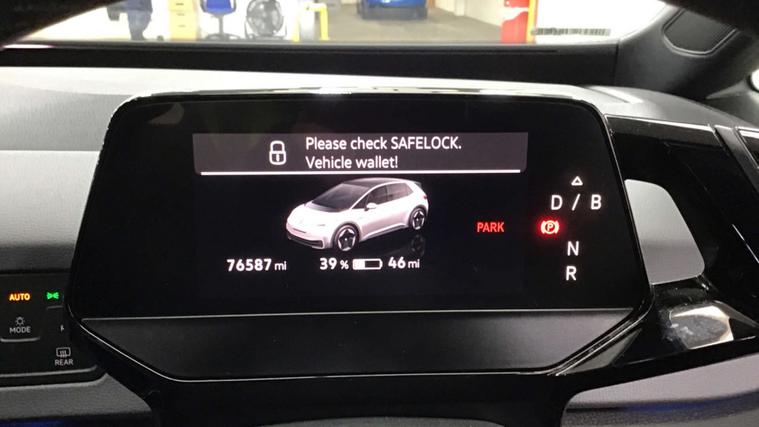 Please check SAFELOCK.
Vehicle wallet!
D / B
PARK
P
N
R
76587 mi 39 % 46 mi
AUTO
MODE
REAR